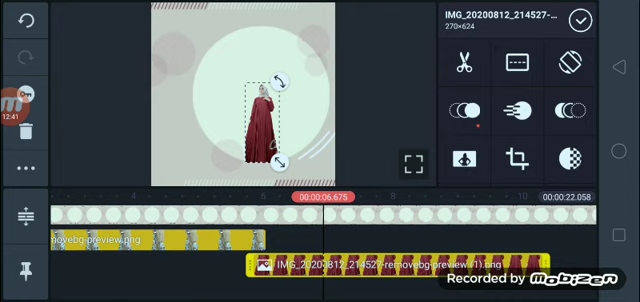 IMG_20200812_214527-...
270×624
12:41
4
6
00:00:06.675
8
10
00:00:22.058
movebg-preview.png
IMG_20200812_214527-removebg-preview (1).png
Recorded by mobizen